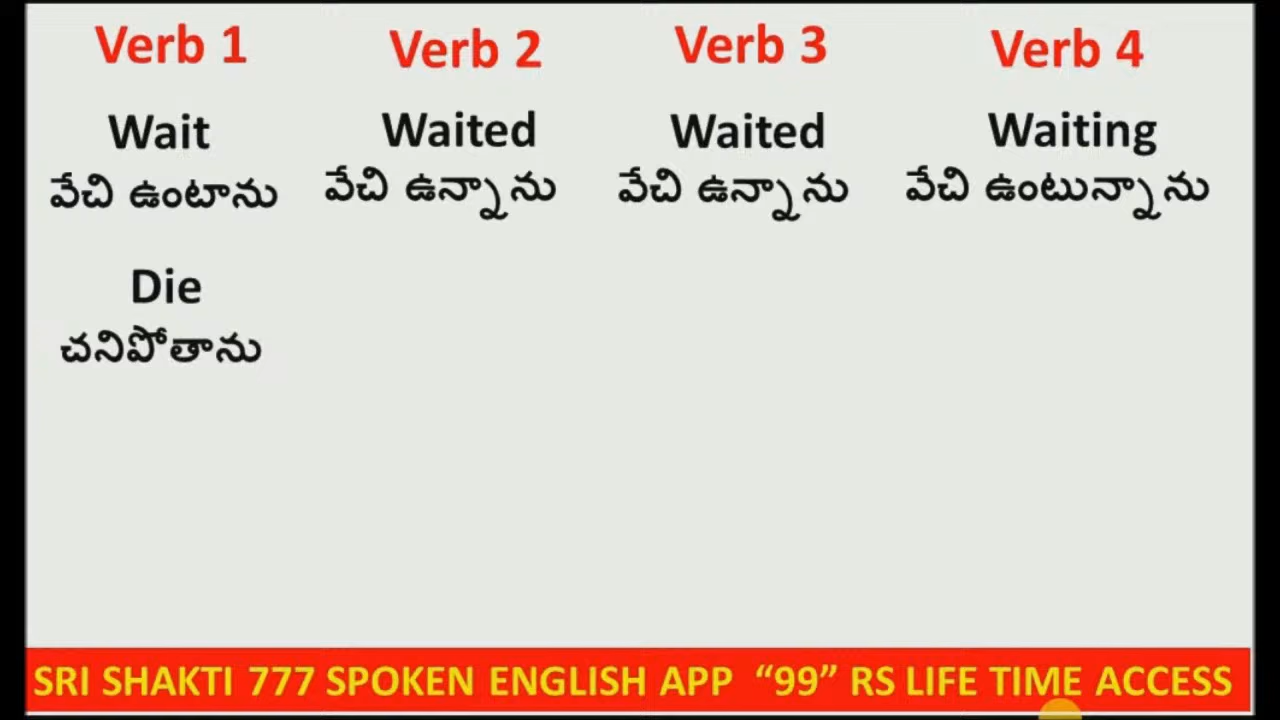 Verb 1 Verb 2 Verb 3 Verb 4
Wait Waited Waited Waiting
వేచి ఉంటాను వేచి ఉన్నాను వేచి ఉన్నాను వేచి ఉంటున్నాను
Die
చనిపోతాను
SRI SHAKTI 777 SPOKEN ENGLISH APP “99” RS LIFE TIME ACCESS